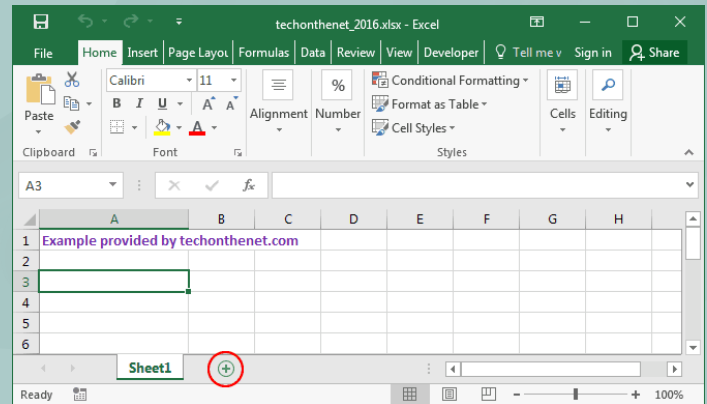 techonthenet_2016.xlsx - Excel
File Home Insert Page Layou Formulas Data Review View Developer Tell me v Sign in Share
Calibri 11 % Conditional Formatting
B I U A A Format as Table
Paste Alignment Number Cells Editing
A Cell Styles
Clipboard Font Styles
A3 fx
A B C D E F G H
1 Example provided by techonthenet.com
2
3
4
5
6
Sheet1
Ready 100%